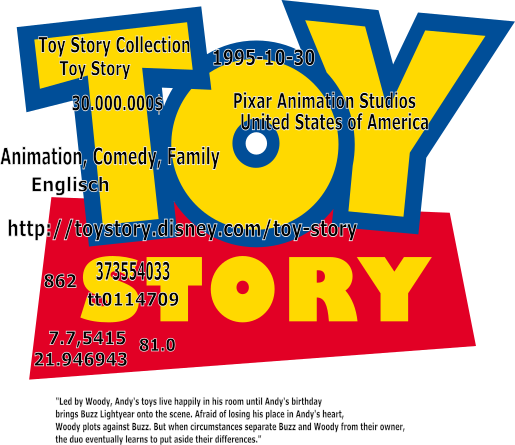 TOY
STORY
Toy Story Collection
Toy Story
1995-10-30
30.000.000$
Pixar Animation Studios
United States of America
Animation, Comedy, Family
Englisch
http://toystory.disney.com/toy-story
862
373554033
tt0114709
7.7,5415
81.0
21.946943
"Led by Woody, Andy's toys live happily in his room until Andy's birthday
brings Buzz Lightyear onto the scene. Afraid of losing his place in Andy's heart,
Woody plots against Buzz. But when circumstances separate Buzz and Woody from their owner,
the duo eventually learns to put aside their differences."